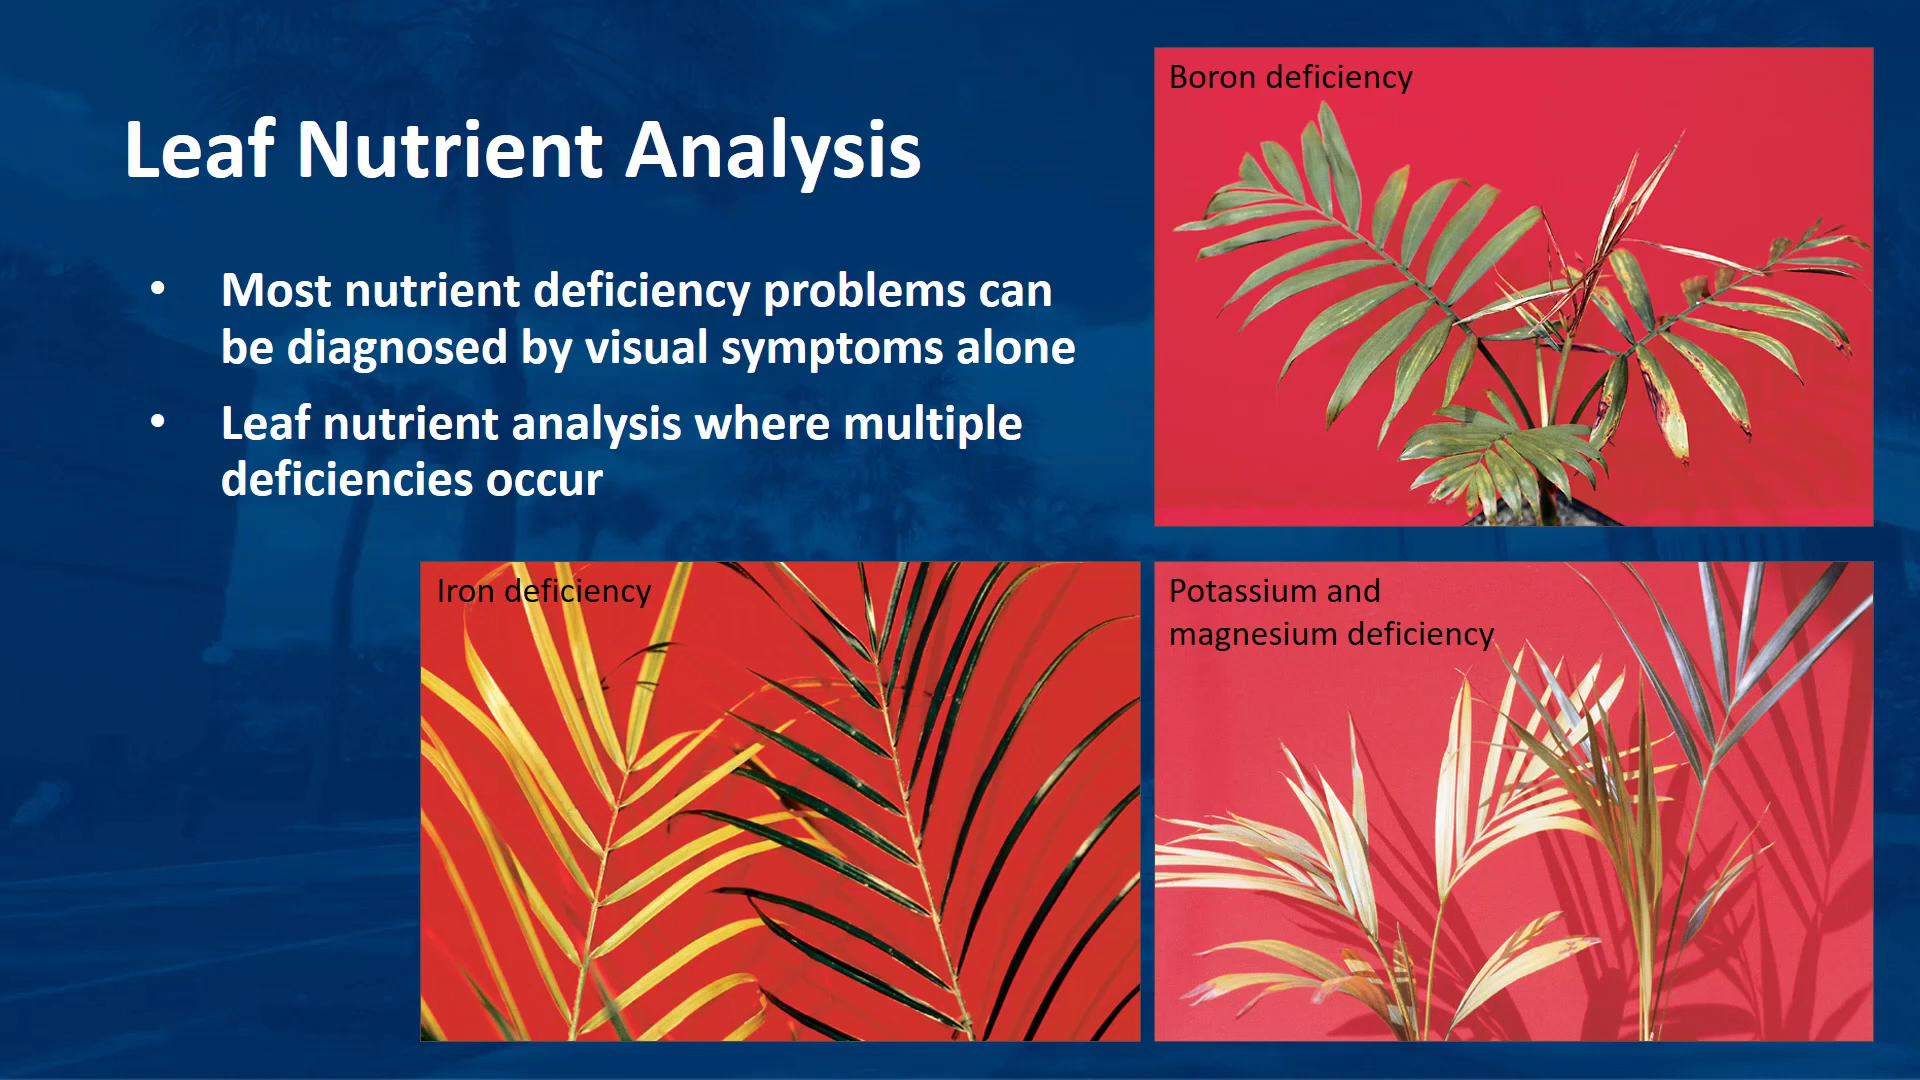 Leaf Nutrient Analysis
• Most nutrient deficiency problems can
be diagnosed by visual symptoms alone
• Leaf nutrient analysis where multiple
deficiencies occur
Boron deficiency
Iron deficiency
Potassium and
magnesium deficiency